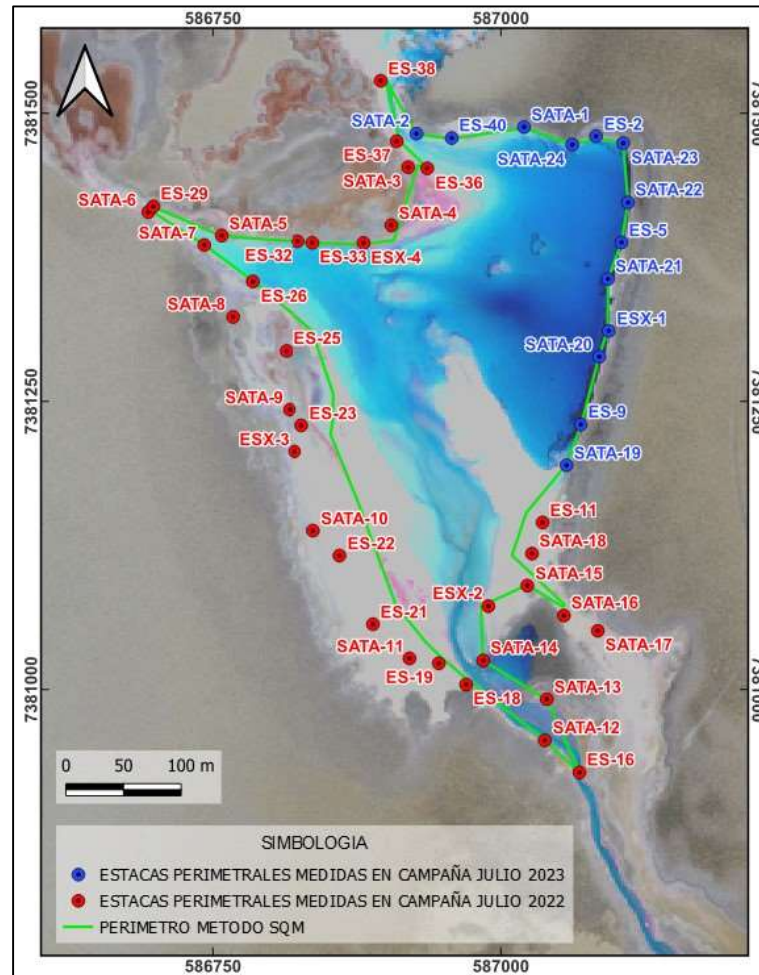 586750 587000
ES-38
7381500 7381500
SATA-2 ES-40 SATA-1 ES-2
ES-37 SATA-24 SATA-23
SATA-3 ES-36
SATA-6 ES-29 SATA-22
SATA-4
SATA-7 SATA-5 ES-5
ES-32 ES-33 ESX-4
SATA-21
ES-26
SATA-8 ESX-1
ES-25 SATA-20
7381250 7381250
SATA-9 ES-23 ES-9
ESX-3
SATA-19
SATA-10 ES-11
ES-22 SATA-18
SATA-15
ESX-2 SATA-16
ES-21 SATA-17
SATA-11 SATA-14
ES-19
7381000 7381000
ES-18 SATA-13
SATA-12
ES-16
0 50 100 m
SIMBOLOGIA
ESTACAS PERIMETRALES MEDIDAS EN CAMPAÑA JULIO 2023
ESTACAS PERIMETRALES MEDIDAS EN CAMPAÑA JULIO 2022
PERIMETRO METODO SQM
586750 587000